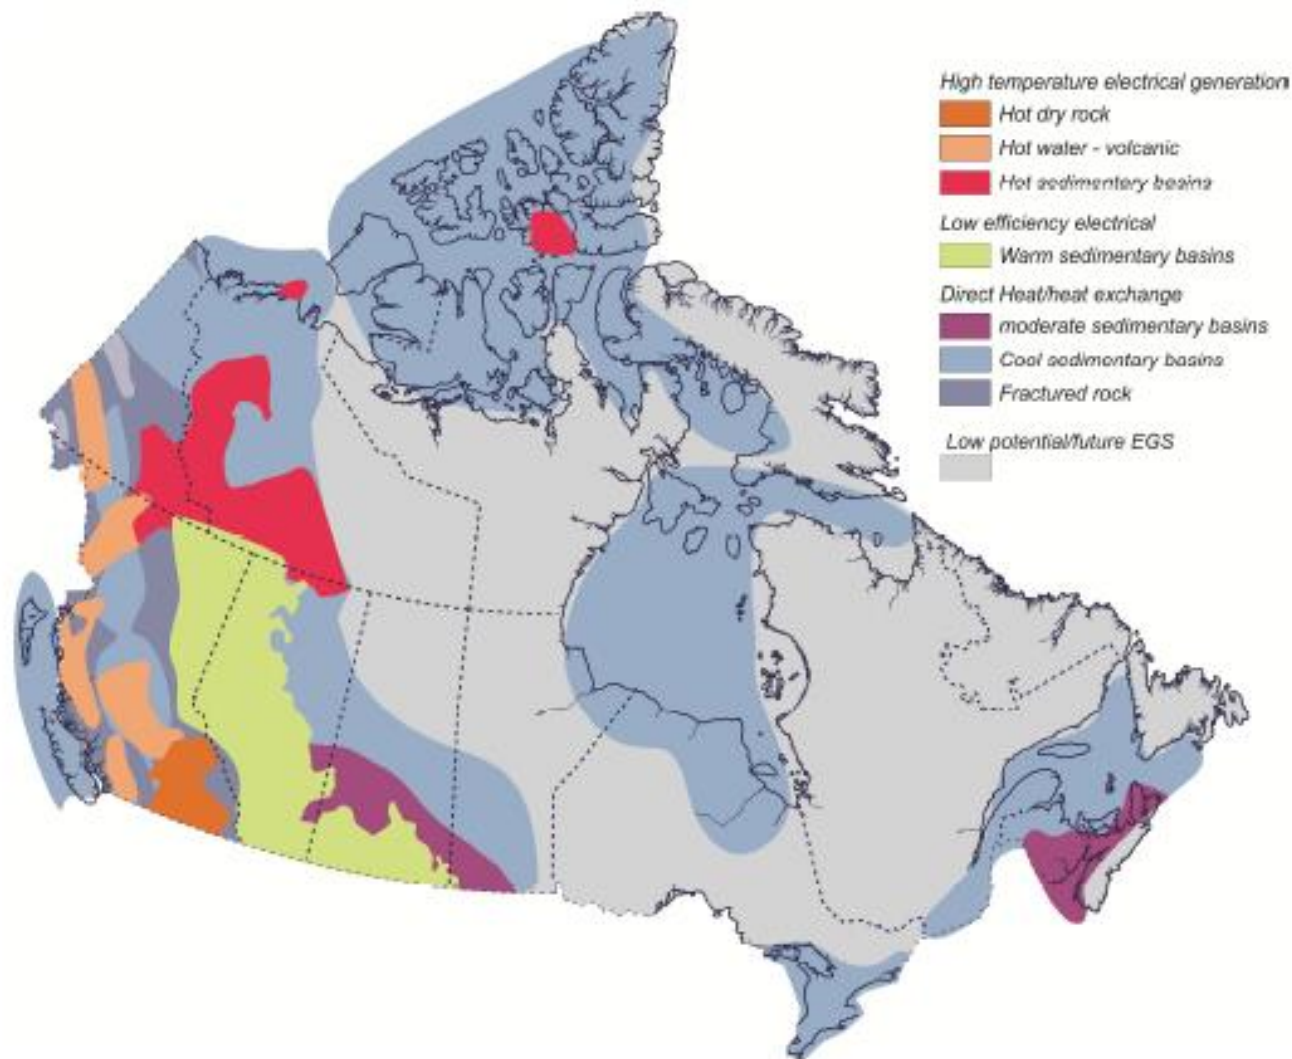 High temperature electrical generation
Hot dry rock
Hot water - volcanic
Hot sedimentary basins
Low efficiency electrical
Warm sedimentary basins
Direct Heat/heat exchange
moderate sedimentary basins
Cool sedimentary basins
Fractured rock
Low potential/future EGS